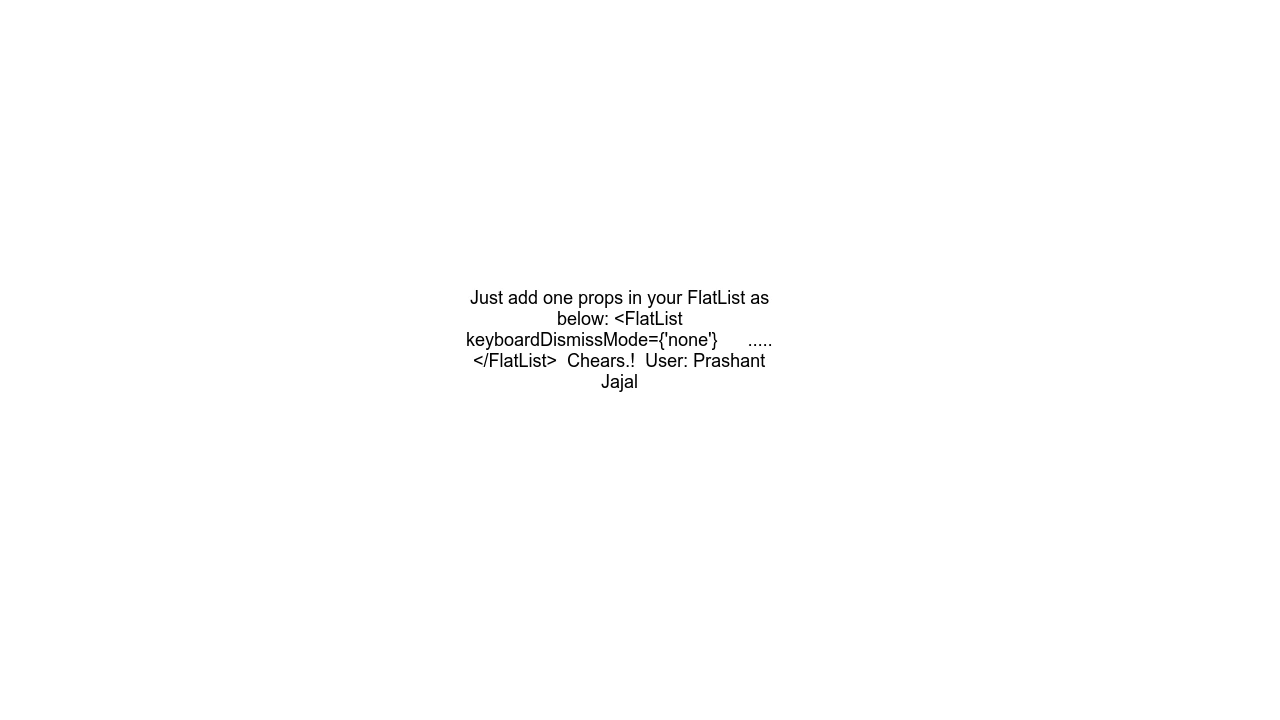 Just add one props in your FlatList as
below: <FlatList
keyboardDismissMode={'none'}      .....
</FlatList>  Chears.!  User: Prashant
Jajal